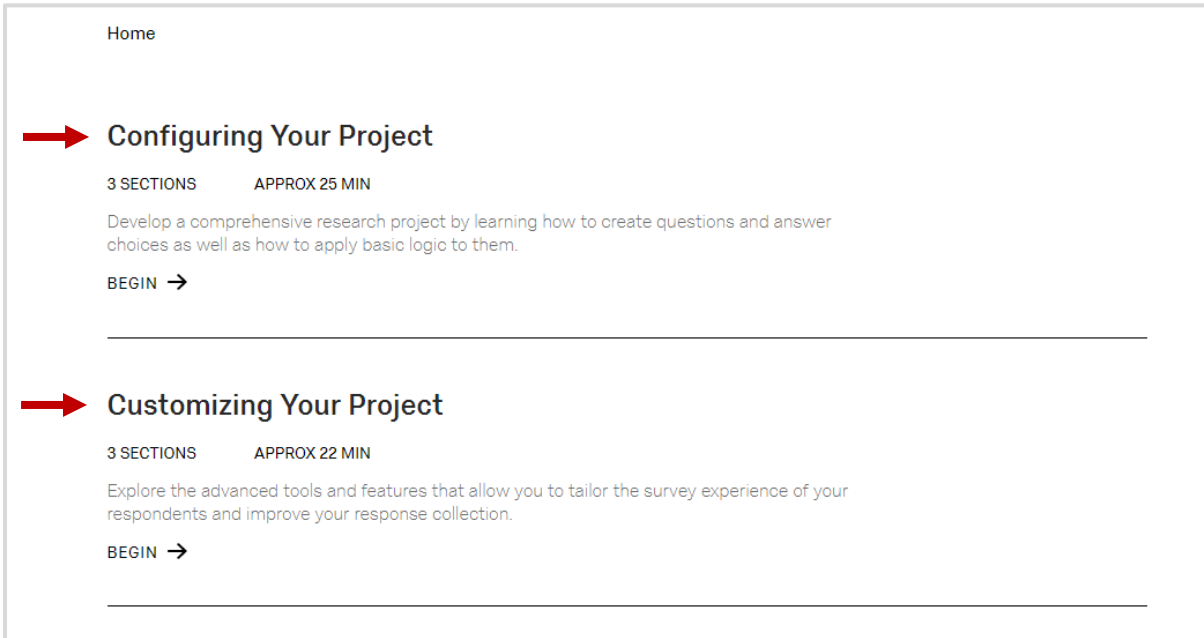 Home
Configuring Your Project
3 SECTIONS APPROX 25 MIN
Develop a comprehensive research project by learning how to create questions and answer
choices as well as how to apply basic logic to them.
BEGIN →
Customizing Your Project
3 SECTIONS APPROX 22 MIN
Explore the advanced tools and features that allow you to tailor the survey experience of your
respondents and improve your response collection.
BEGIN →